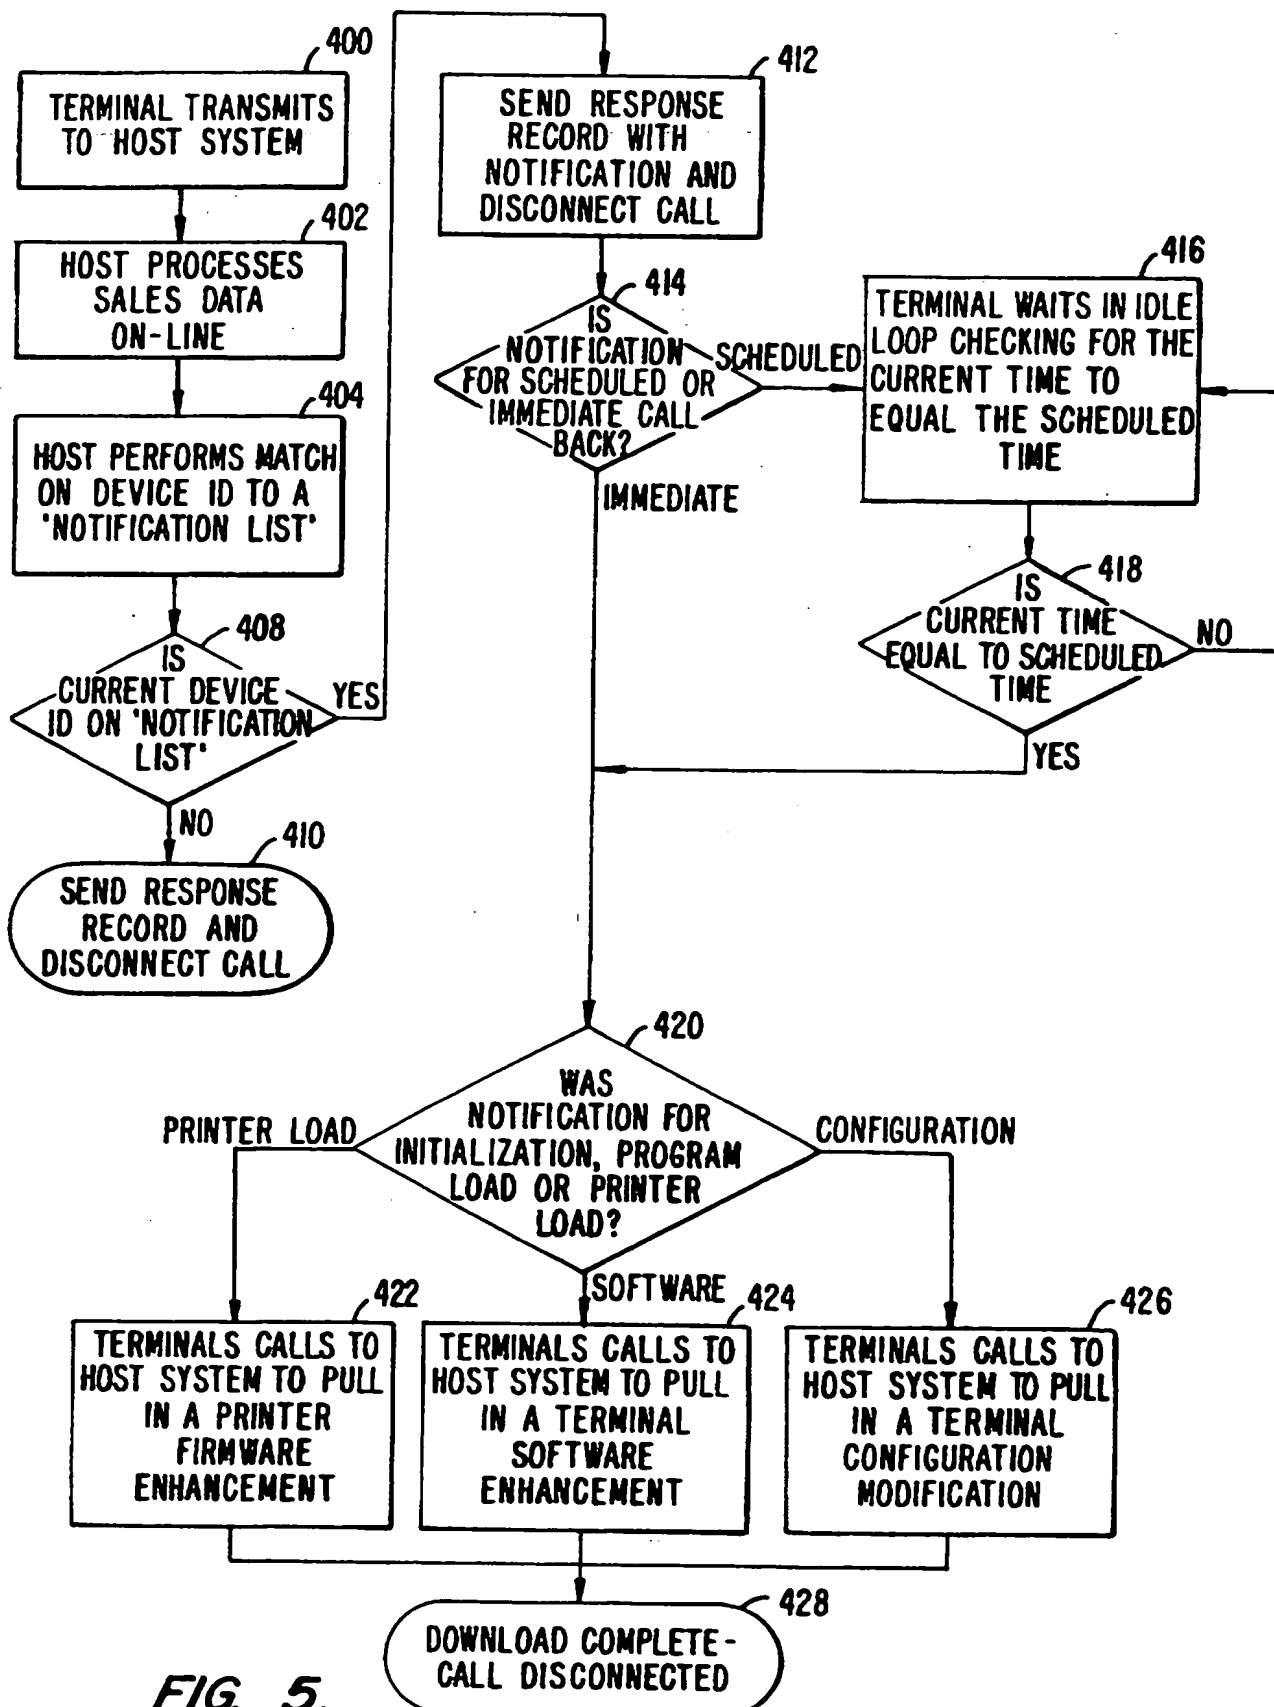 400
TERMINAL TRANSMITS
TO HOST SYSTEM
402
HOST PROCESSES
SALES DATA
ON-LINE
404
HOST PERFORMS MATCH
ON DEVICE ID TO A
'NOTIFICATION LIST'
408
IS
CURRENT DEVICE
ID ON 'NOTIFICATION
LIST'
YES
NO
410
SEND RESPONSE
RECORD AND
DISCONNECT CALL
412
SEND RESPONSE
RECORD WITH
NOTIFICATION AND
DISCONNECT CALL
414
IS
NOTIFICATION
FOR SCHEDULED OR
IMMEDIATE CALL
BACK?
SCHEDULED
IMMEDIATE
416
TERMINAL WAITS IN IDLE
LOOP CHECKING FOR THE
CURRENT TIME TO
EQUAL THE SCHEDULED
TIME
418
IS
CURRENT TIME
EQUAL TO SCHEDULED
TIME
NO
YES
420
WAS
NOTIFICATION FOR
INITIALIZATION, PROGRAM
LOAD OR PRINTER
LOAD?
PRINTER LOAD
CONFIGURATION
SOFTWARE
422
TERMINALS CALLS TO
HOST SYSTEM TO PULL
IN A PRINTER
FIRMWARE
ENHANCEMENT
424
TERMINALS CALLS TO
HOST SYSTEM TO PULL
IN A TERMINAL
SOFTWARE
ENHANCEMENT
426
TERMINALS CALLS TO
HOST SYSTEM TO PULL
IN A TERMINAL
CONFIGURATION
MODIFICATION
428
DOWNLOAD COMPLETE-
CALL DISCONNECTED
FIG. 5.